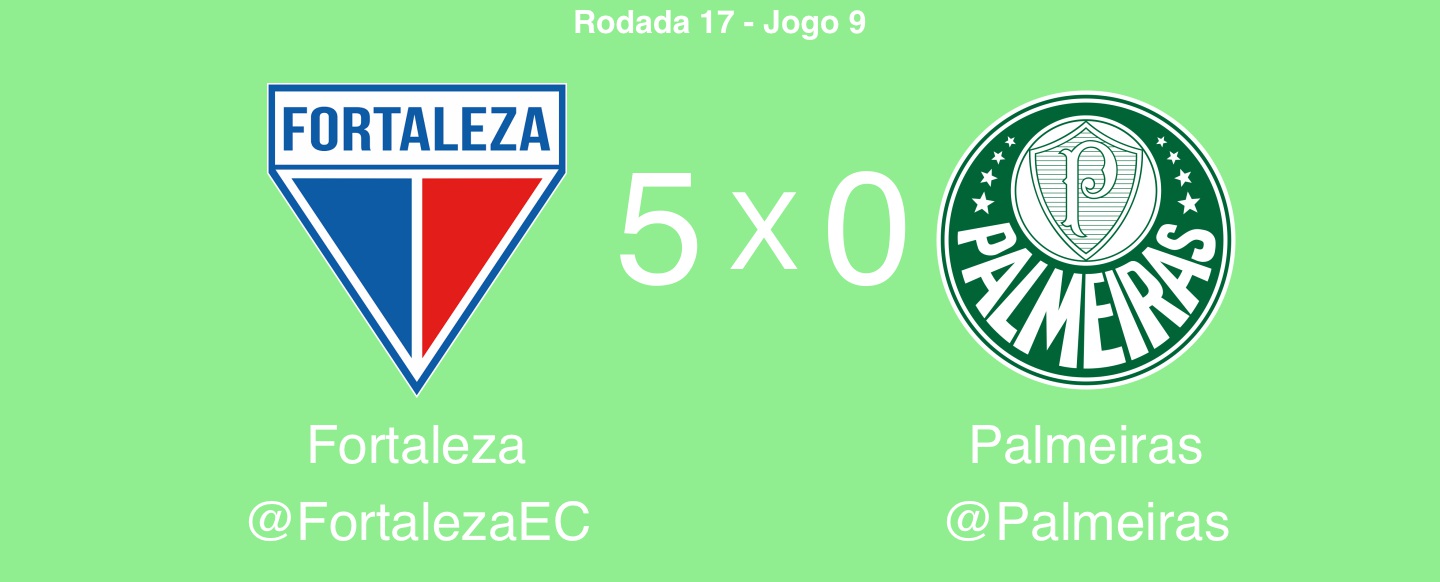 Rodada 17 - Jogo 9
FORTALEZA
5 x 0
P
PALMEIRAS
Fortaleza
Palmeiras
@FortalezaEC
@Palmeiras